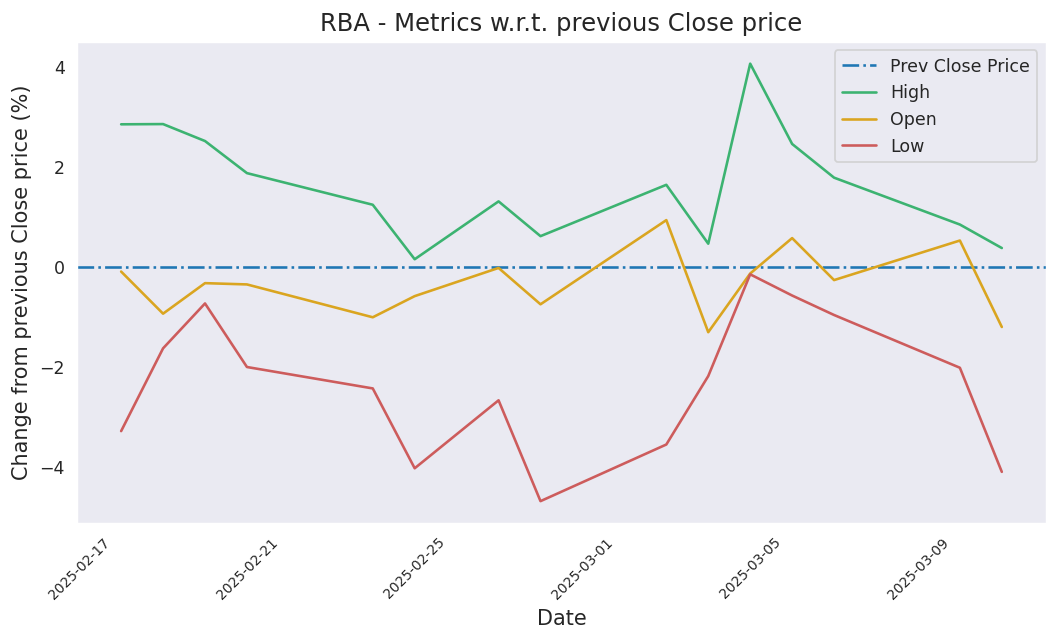 RBA - Metrics w.r.t. previous Close price
Change from previous Close price (%)
4
2
0
−2
−4
Prev Close Price
High
Open
Low
2025-02-17
2025-02-21
2025-02-25
2025-03-01
2025-03-05
2025-03-09
Date